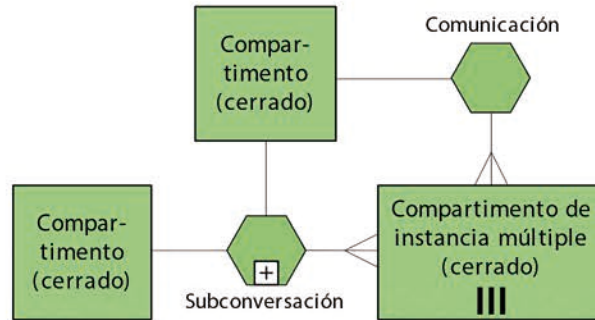 Comunicación
Compar-
timento
(cerrado)
Compar-
timento
(cerrado)
Subconversación
Compartimento de
instancia múltiple
(cerrado)